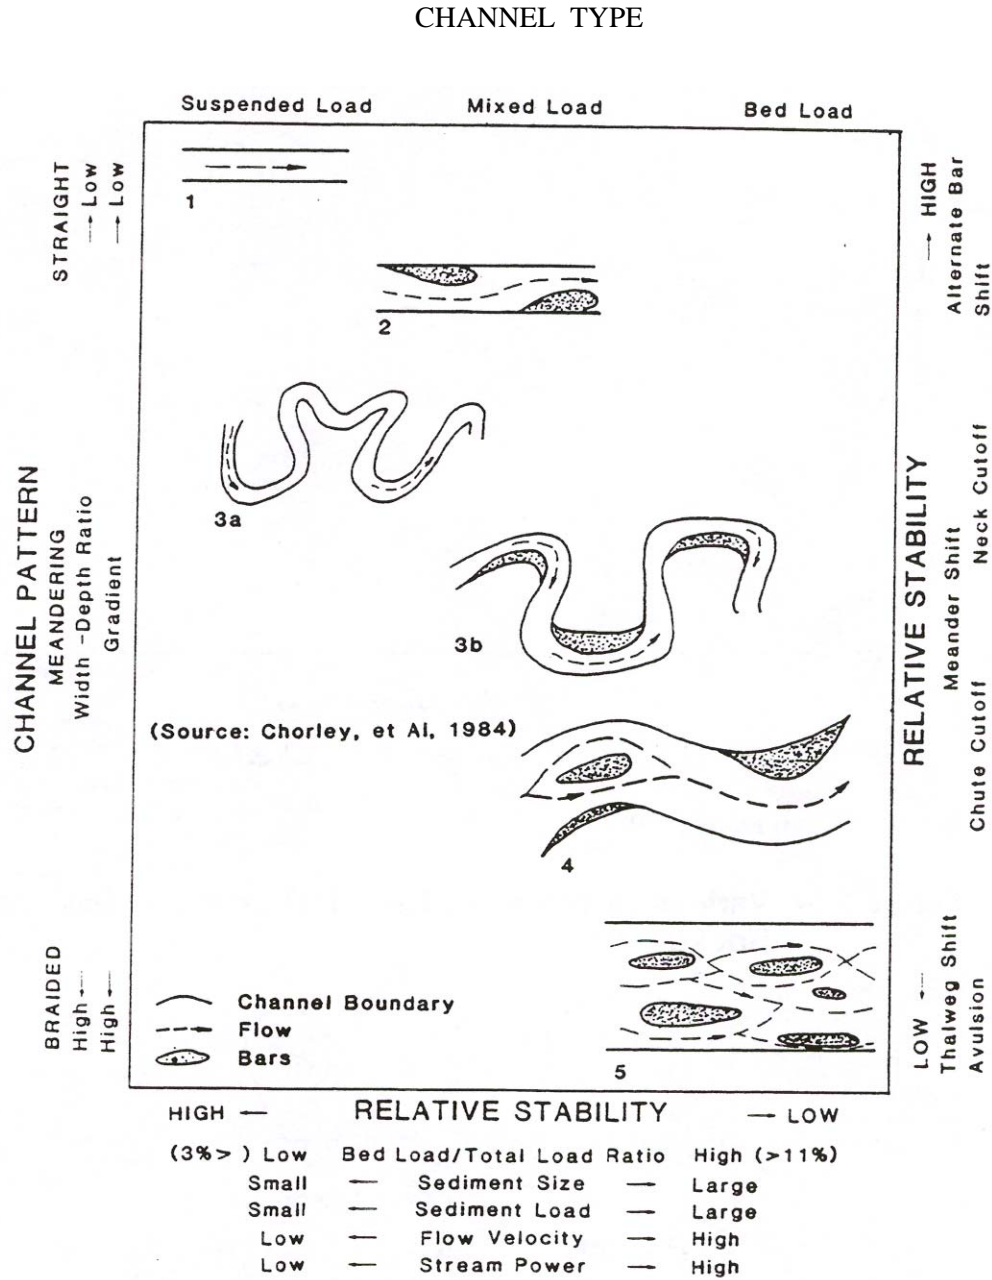 CHANNEL TYPE
Suspended Load Mixed Load Bed Load
CHANNEL PATTERN
STRAIGHT
→ Low
→ Low
MEANDERING
Width -Depth Ratio
Gradient
BRAIDED
High ←
High ←
1
2
3a
3b
(Source: Chorley, et Al, 1984)
4
5
Channel Boundary
Flow
Bars
RELATIVE STABILITY
→ HIGH
Alternate Bar
Shift
Neck Cutoff
Meander Shift
Chute Cutoff
LOW ←
Thalweg Shift
Avulsion
HIGH ← RELATIVE STABILITY → LOW
(3% > ) Low Bed Load/Total Load Ratio High (>11%)
Small ← Sediment Size → Large
Small ← Sediment Load → Large
Low ← Flow Velocity → High
Low ← Stream Power → High